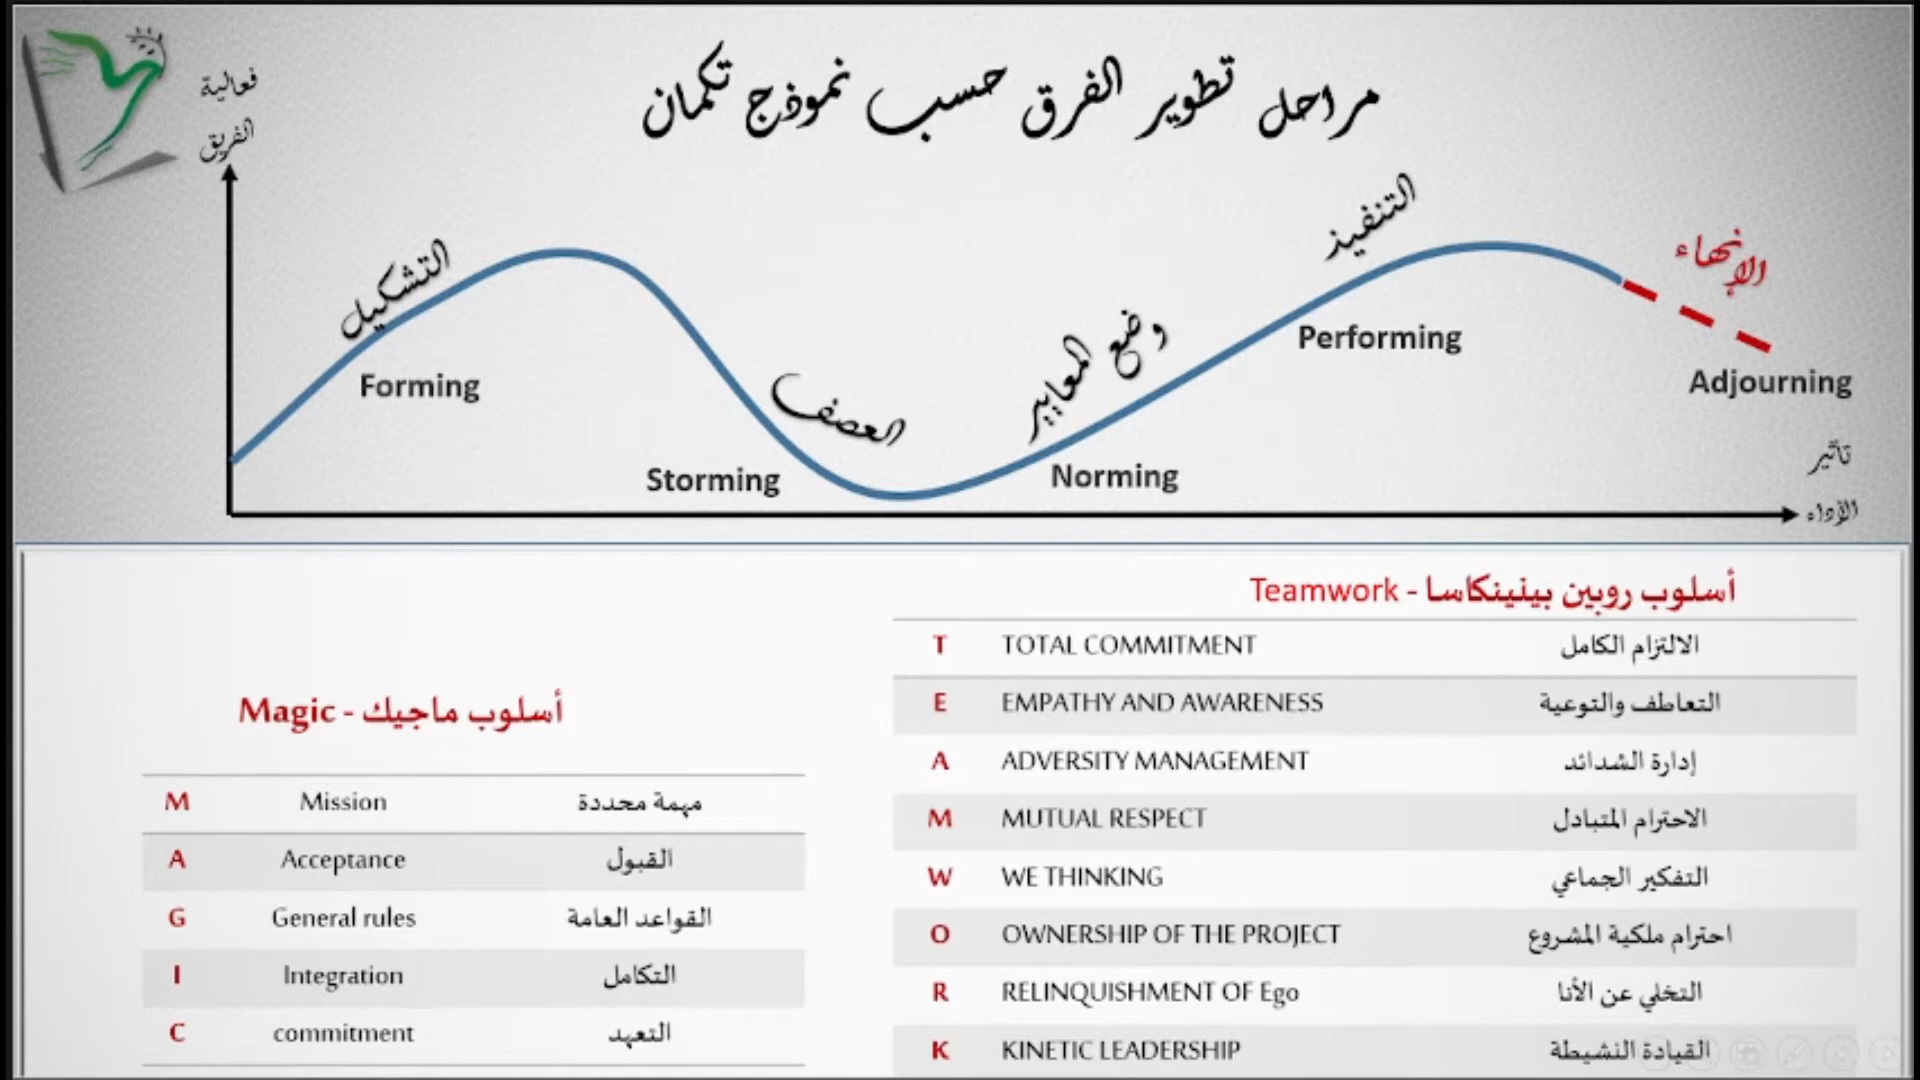 مراحل تطوير الفرق حسب نموذج تكمان
فعالية
الفريق
التشكيل
Forming
العصف
Storming
وضع المعايير
Norming
التنفيذ
Performing
الإنهاء
Adjourning
تأثير
الأداء
أسلوب روبين بينينكاسا - Teamwork
T TOTAL COMMITMENT الالتزام الكامل
E EMPATHY AND AWARENESS التعاطف والتوعية
A ADVERSITY MANAGEMENT إدارة الشدائد
M MUTUAL RESPECT الاحترام المتبادل
W WE THINKING التفكير الجماعي
O OWNERSHIP OF THE PROJECT احترام ملكية المشروع
R RELINQUISHMENT OF Ego التخلي عن الأنا
K KINETIC LEADERSHIP القيادة النشيطة
أسلوب ماجيك - Magic
M Mission مهمة محددة
A Acceptance القبول
G General rules القواعد العامة
I Integration التكامل
C commitment التعهد